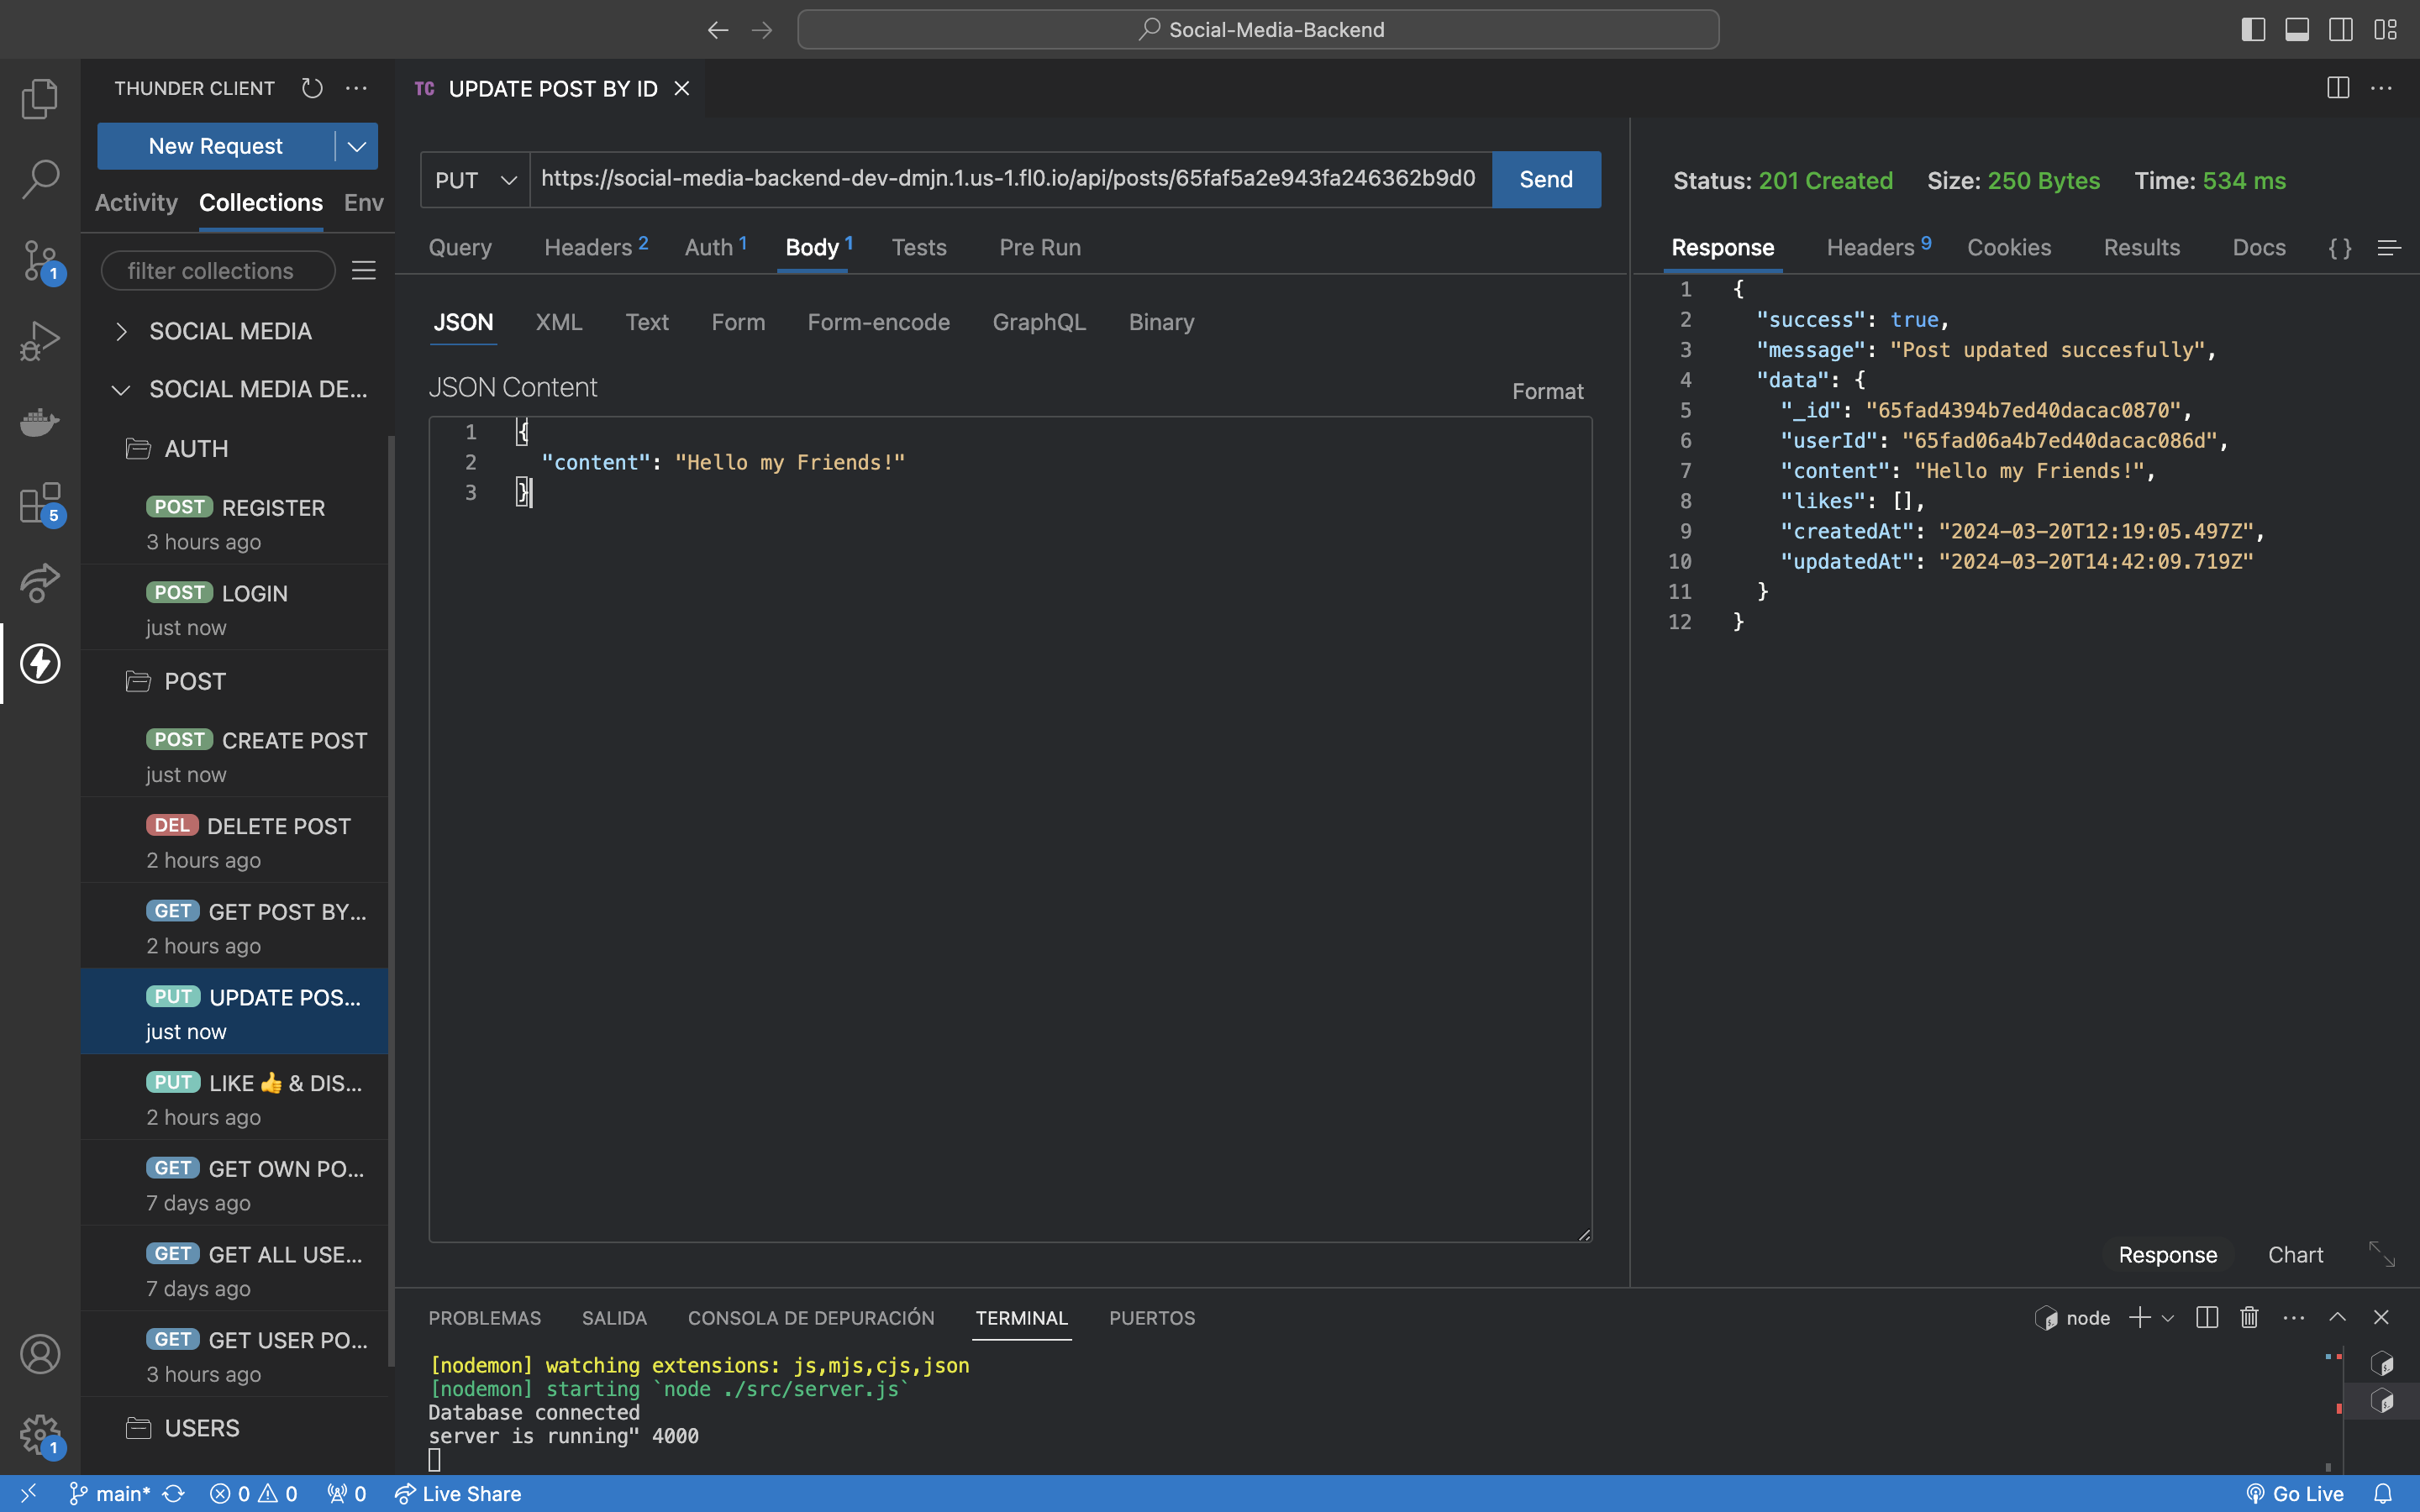 Social-Media-Backend
THUNDER CLIENT
New Request
Activity Collections Env
filter collections
SOCIAL MEDIA
SOCIAL MEDIA DE...
AUTH
POST REGISTER
3 hours ago
POST LOGIN
just now
POST
POST CREATE POST
just now
DEL DELETE POST
2 hours ago
GET GET POST BY...
2 hours ago
PUT UPDATE POS...
just now
PUT LIKE 👍 & DIS...
2 hours ago
GET GET OWN PO...
7 days ago
GET GET ALL USE...
7 days ago
GET GET USER PO...
3 hours ago
USERS
1
5
1
TC UPDATE POST BY ID
PUT https://social-media-backend-dev-dmjn.1.us-1.fl0.io/api/posts/65faf5a2e943fa246362b9d0 Send
Query Headers 2 Auth 1 Body 1 Tests Pre Run
JSON XML Text Form Form-encode GraphQL Binary
JSON Content Format
1 {
2 "content": "Hello my Friends!"
3 }
Status: 201 Created Size: 250 Bytes Time: 534 ms
Response Headers 9 Cookies Results Docs { }
1 {
2 "success": true,
3 "message": "Post updated succesfully",
4 "data": {
5 "_id": "65fad4394b7ed40dacac0870",
6 "userId": "65fad06a4b7ed40dacac086d",
7 "content": "Hello my Friends!",
8 "likes": [],
9 "createdAt": "2024-03-20T12:19:05.497Z",
10 "updatedAt": "2024-03-20T14:42:09.719Z"
11 }
12 }
Response Chart
PROBLEMAS SALIDA CONSOLA DE DEPURACIÓN TERMINAL PUERTOS
node
[nodemon] watching extensions: js,mjs,cjs,json
[nodemon] starting `node ./src/server.js`
Database connected
server is running" 4000
main* 0 0 0 Live Share Go Live